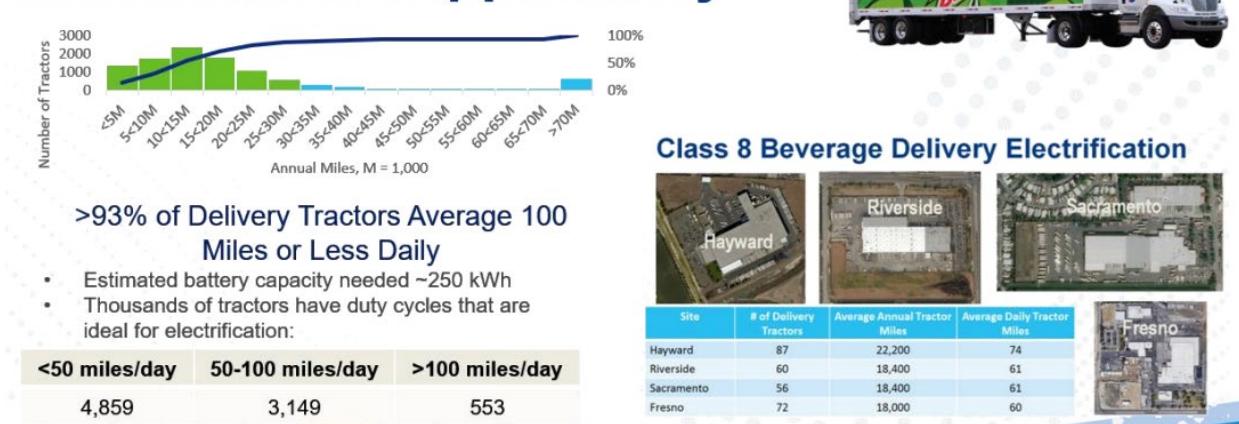 3000
2000
1000
0
Number of Tractors
100%
50%
0%
<5M
5<10M
10<15M
15<20M
20<25M
25<30M
30<35M
35<40M
40<45M
45<50M
50<55M
55<60M
60<65M
65<70M
>70M
Annual Miles, M = 1,000
>93% of Delivery Tractors Average 100
Miles or Less Daily
• Estimated battery capacity needed ~250 kWh
• Thousands of tractors have duty cycles that are
ideal for electrification:
<50 miles/day 50-100 miles/day >100 miles/day
4,859 3,149 553
Class 8 Beverage Delivery Electrification
Hayward
Riverside
Sacramento
Fresno
Site # of Delivery Average Annual Tractor Average Daily Tractor
Tractors Miles Miles
Hayward 87 22,200 74
Riverside 60 18,400 61
Sacramento 56 18,400 61
Fresno 72 18,000 60